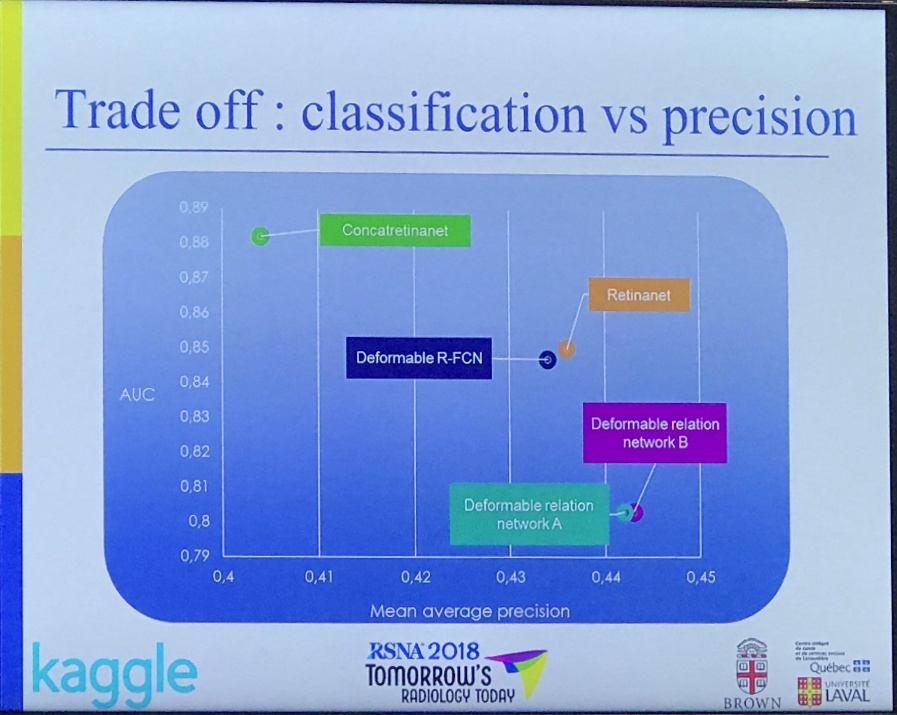 Trade off : classification vs precision
0,89
0,88
0,87
0,86
0,85
0,84
0,83
0,82
0,81
0,8
0,79
AUC
Concatretinanet
Retinanet
Deformable R-FCN
Deformable relation
network B
Deformable relation
network A
0,4
0,41
0,42
0,43
0,44
0,45
Mean average precision
kaggle
RSNA 2018
TOMORROW'S
RADIOLOGY TODAY
BROWN
Centre intégré
de santé
et de services sociaux
Québec
UNIVERSITÉ
LAVAL